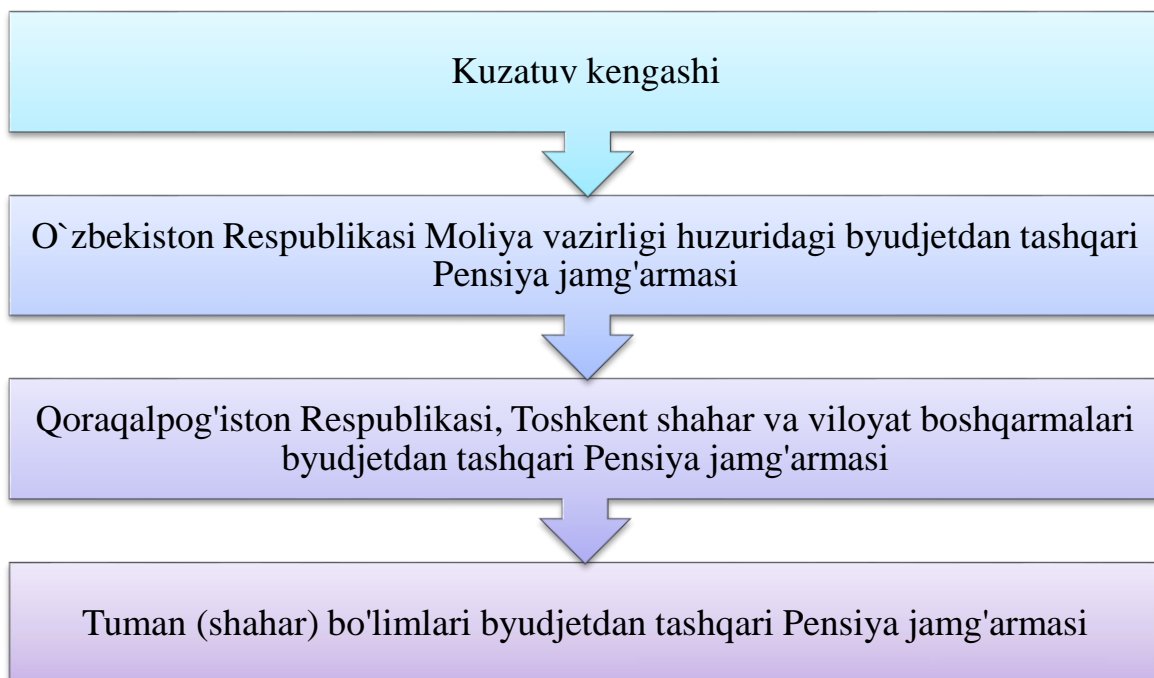 Kuzatuv kengashi
O`zbekiston Respublikasi Moliya vazirligi huzuridagi byudjetdan tashqari
Pensiya jamg'armasi
Qoraqalpog'iston Respublikasi, Toshkent shahar va viloyat boshqarmalari
byudjetdan tashqari Pensiya jamg'armasi
Tuman (shahar) bo'limlari byudjetdan tashqari Pensiya jamg'armasi